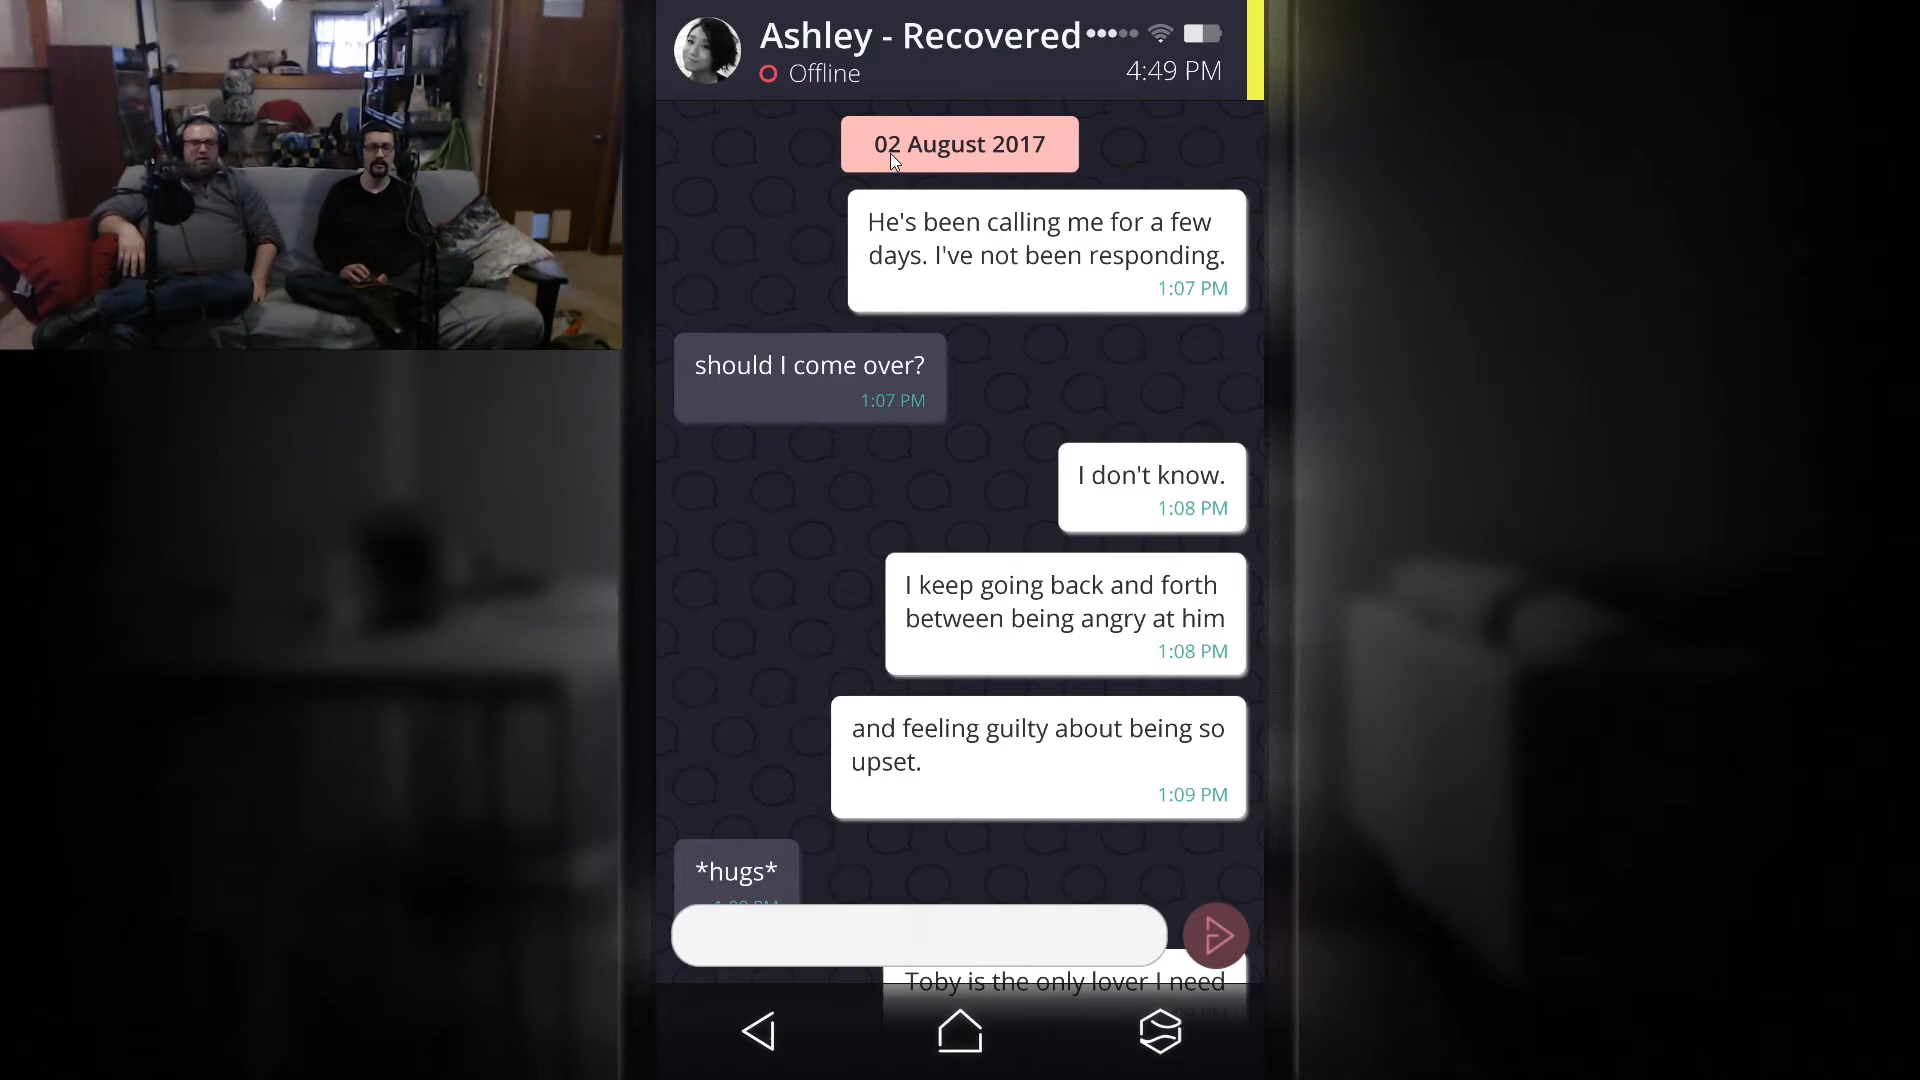 Ashley - Recovered
Offline
4:49 PM
02 August 2017
He's been calling me for a few
days. I've not been responding.
1:07 PM
should I come over?
1:07 PM
I don't know.
1:08 PM
I keep going back and forth
between being angry at him
1:08 PM
and feeling guilty about being so
upset.
1:09 PM
*hugs*
Toby is the only lover I need